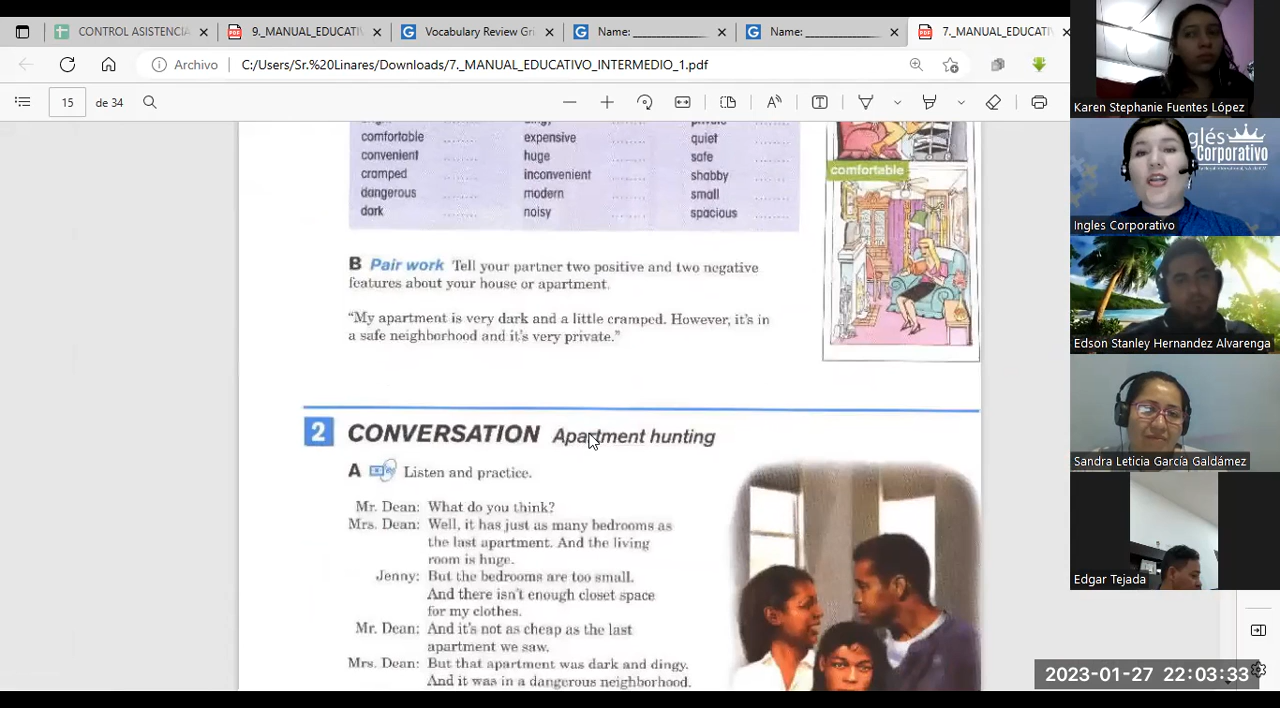 CONTROL ASISTENCIA
9._MANUAL_EDUCATI
Vocabulary Review Gri
Name: ______________
Name: ______________
7._MANUAL_EDUCATI
Archivo
C:/Users/Sr.%20Linares/Downloads/7._MANUAL_EDUCATIVO_INTERMEDIO_1.pdf
15
de 34
comfortable ........ expensive ........ quiet ........
convenient ........ huge ........ safe ........
cramped ........ inconvenient ........ shabby ........
dangerous ........ modern ........ small ........
dark ........ noisy ........ spacious ........
comfortable
B Pair work Tell your partner two positive and two negative
features about your house or apartment.
"My apartment is very dark and a little cramped. However, it's in
a safe neighborhood and it's very private."
2 CONVERSATION Apartment hunting
A Listen and practice.
Mr. Dean: What do you think?
Mrs. Dean: Well, it has just as many bedrooms as
the last apartment. And the living
room is huge.
Jenny: But the bedrooms are too small.
And there isn't enough closet space
for my clothes.
Mr. Dean: And it's not as cheap as the last
apartment we saw.
Mrs. Dean: But that apartment was dark and dingy.
And it was in a dangerous neighborhood.
Karen Stephanie Fuentes López
glés
Corporativo
Ingles Corporativo
Edson Stanley Hernandez Alvarenga
Sandra Leticia García Galdámez
Edgar Tejada
2023-01-27 22:03:33